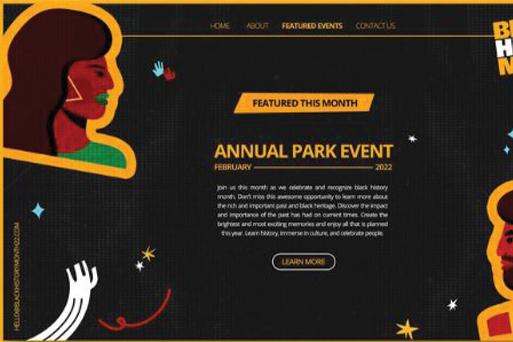 HOME ABOUT FEATURED EVENTS CONTACT US
FEATURED THIS MONTH
ANNUAL PARK EVENT
FEBRUARY 2022
Join us this month as we celebrate and recognize black history
month. Don't miss this awesome opportunity to learn more about
the rich and important past and black heritage. Discover the impact
and importance of the past has had on current times. Create the
brightest and most exciting memories and enjoy all that is planned
this year. Learn history, immerse in culture, and celebrate people.
LEARN MORE
HELLO@BLACKHISTORYMONTH22.COM